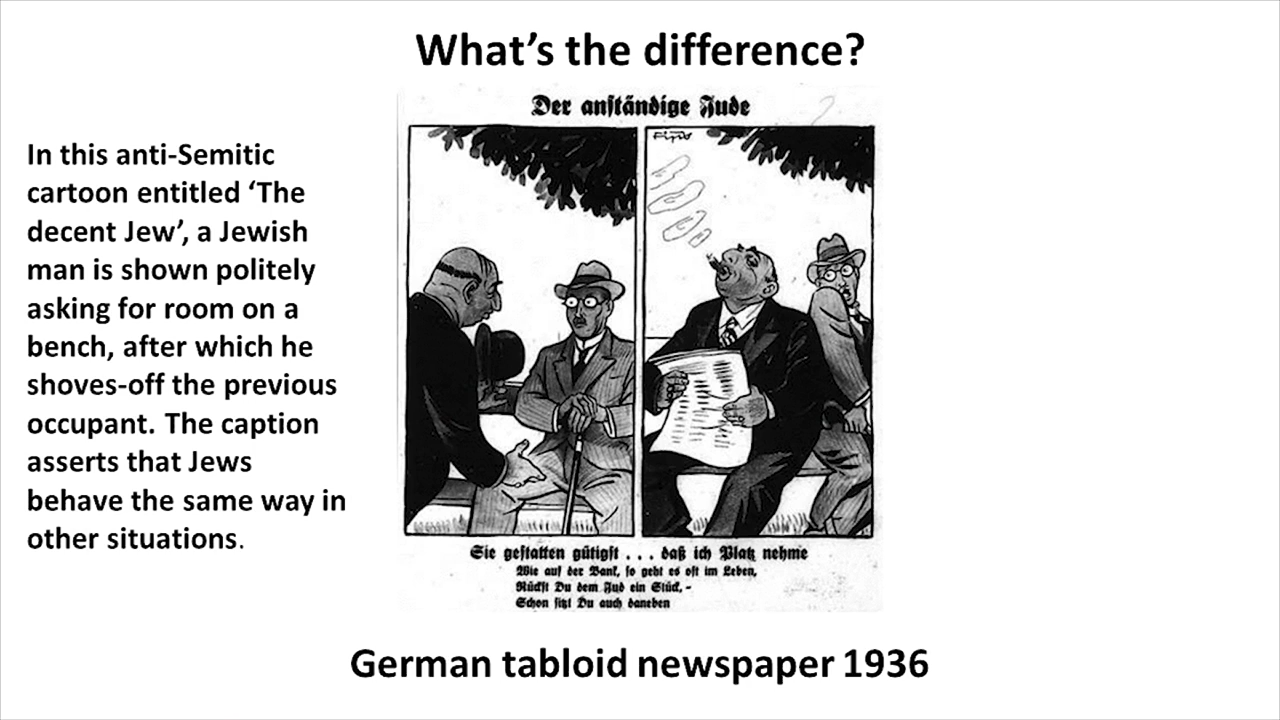 What's the difference?
In this anti-Semitic
cartoon entitled ‘The
decent Jew’, a Jewish
man is shown politely
asking for room on a
bench, after which he
shoves-off the previous
occupant. The caption
asserts that Jews
behave the same way in
other situations.
Der anständige Jude
Fips
Sie gestatten gütigst . . . daß ich Platz nehme
Wie auf der Bank, so geht es oft im Leben,
Rückst Du dem Jud ein Stück, -
Schon sitzt Du auch daneben
German tabloid newspaper 1936